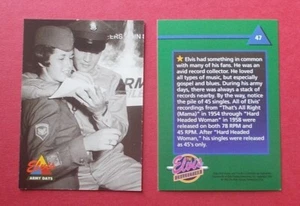 Elvis
ARMY DAYS
47
Elvis had something in common
with many of his fans. He was an
avid record collector. He loved
all types of music, but especially
gospel and blues. During his army
days, there was always a stack of
records nearby. By the way, notice
the pile of 45 singles. All of Elvis'
recordings from "That's All Right
(Mama)" in 1954 through "Hard
Headed Woman" in 1958 were
released on both 78 RPM and
45 RPM. After "Hard Headed
Woman," his singles were released
as 45's only.
Elvis